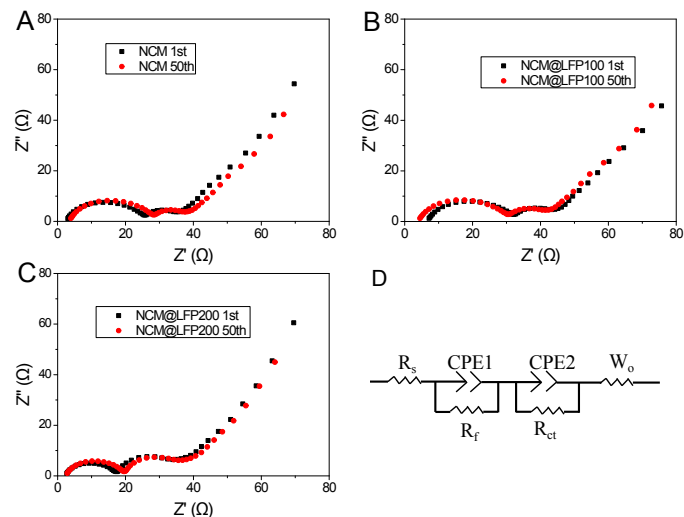 A
NCM 1st
NCM 50th
Z'' (Ω)
60
40
20
0
0 20 40 60 80
Z' (Ω)
B
NCM@LFP100 1st
NCM@LFP100 50th
Z'' (Ω)
80
60
40
20
0
0 20 40 60 80
Z' (Ω)
C
NCM@LFP200 1st
NCM@LFP200 50th
Z'' (Ω)
80
60
40
20
0
0 20 40 60 80
Z' (Ω)
D
Rs CPE1 CPE2 Wo
Rf Rct